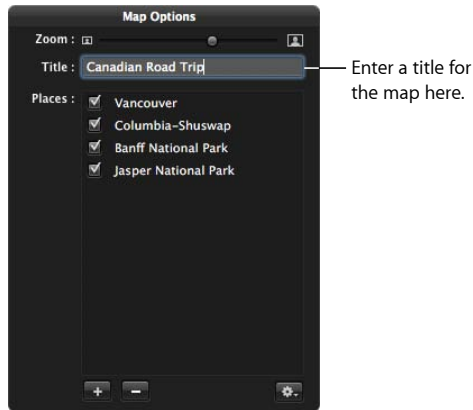 Map Options
Zoom :
Title : Canadian Road Trip
Enter a title for
the map here.
Places : Vancouver
Columbia-Shuswap
Banff National Park
Jasper National Park